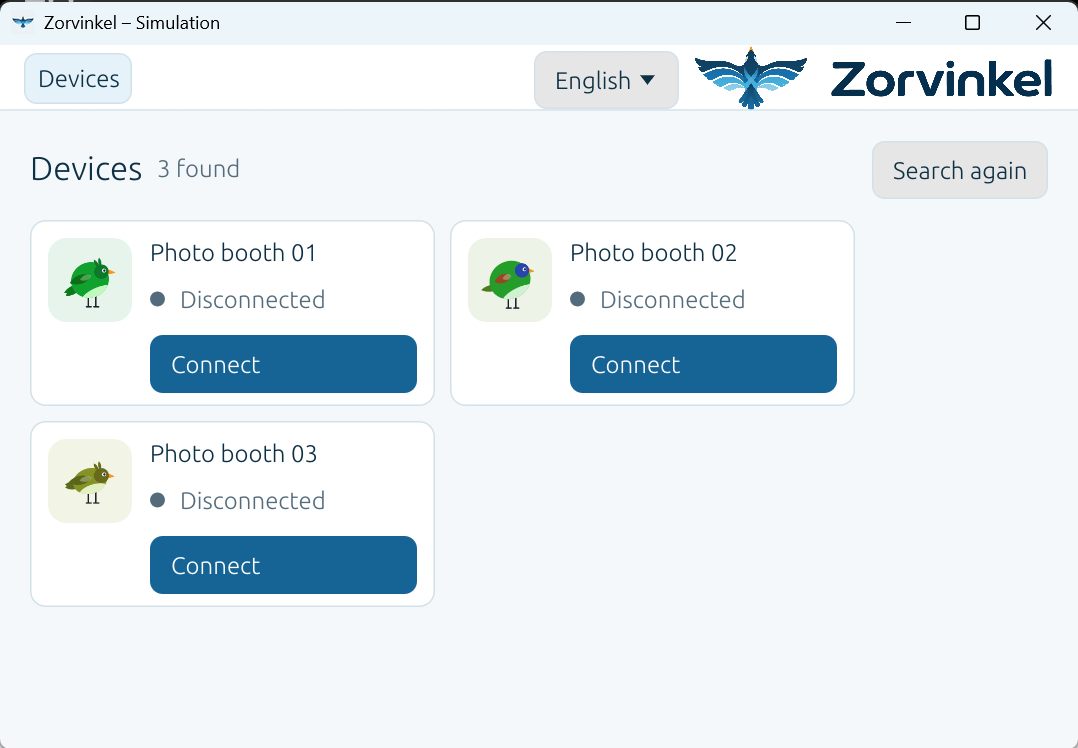 Zorvinkel – Simulation
Devices
English
Zorvinkel
Devices 3 found
Search again
Photo booth 01
Disconnected
Connect
Photo booth 02
Disconnected
Connect
Photo booth 03
Disconnected
Connect